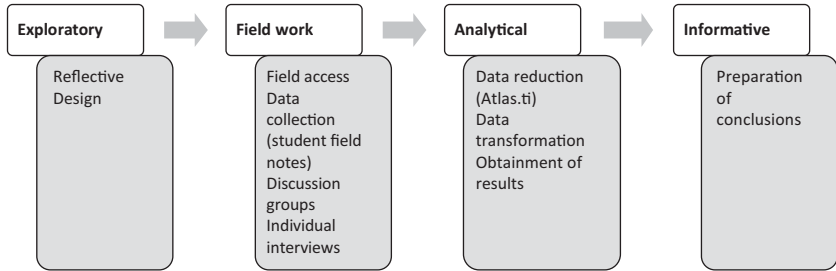 Exploratory
Reflective
Design
Field work
Field access
Data
collection
(student field
notes)
Discussion
groups
Individual
interviews
Analytical
Data reduction
(Atlas.ti)
Data
transformation
Obtainment of
results
Informative
Preparation
of
conclusions